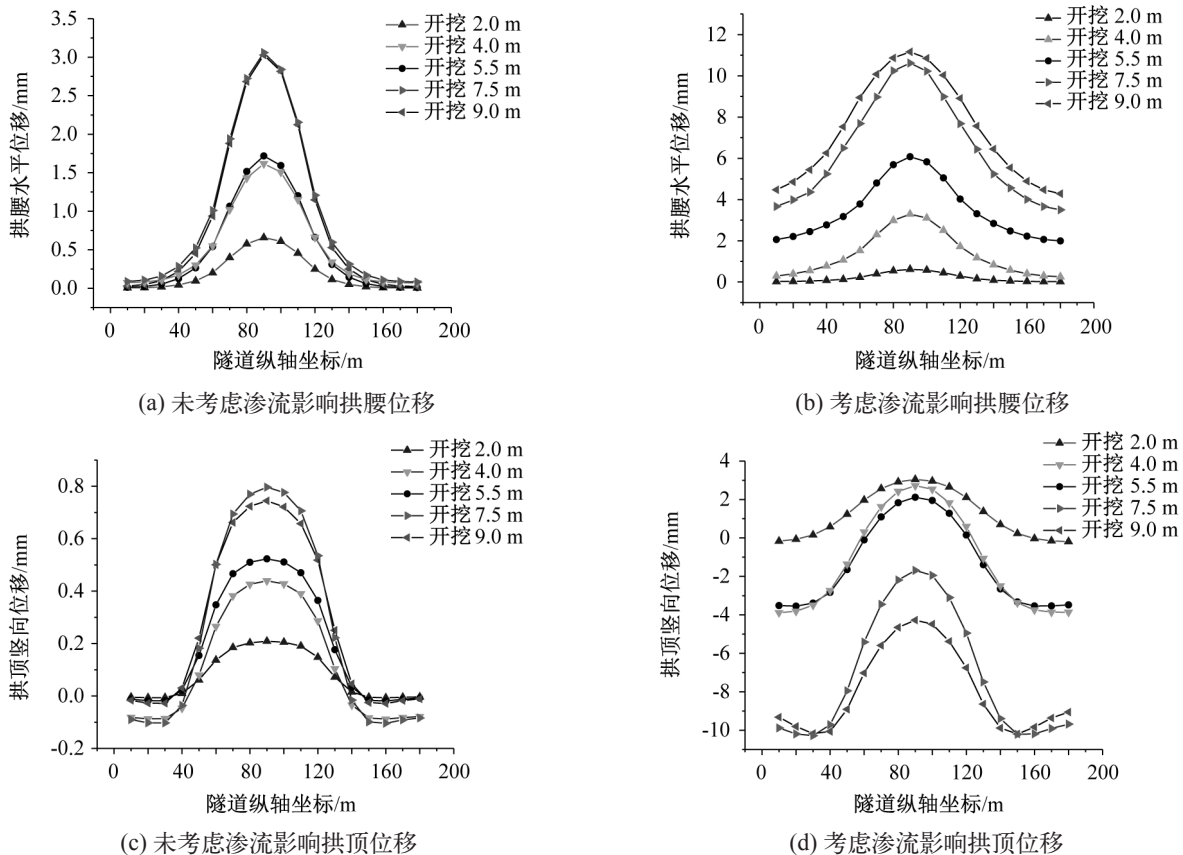 3.5
3.0
2.5
2.0
1.5
1.0
0.5
0.0
拱腰水平位移/mm
0 40 80 120 160 200
隧道纵轴坐标/m
开挖 2.0 m
开挖 4.0 m
开挖 5.5 m
开挖 7.5 m
开挖 9.0 m
(a) 未考虑渗流影响拱腰位移
12
10
8
6
4
2
0
拱腰水平位移/mm
0 40 80 120 160 200
隧道纵轴坐标/m
开挖 2.0 m
开挖 4.0 m
开挖 5.5 m
开挖 7.5 m
开挖 9.0 m
(b) 考虑渗流影响拱腰位移
0.8
0.6
0.4
0.2
0.0
-0.2
拱顶竖向位移/mm
0 40 80 120 160 200
隧道纵轴坐标/m
开挖 2.0 m
开挖 4.0 m
开挖 5.5 m
开挖 7.5 m
开挖 9.0 m
(c) 未考虑渗流影响拱顶位移
4
2
0
-2
-4
-6
-8
-10
拱顶竖向位移/mm
0 40 80 120 160 200
隧道纵轴坐标/m
开挖 2.0 m
开挖 4.0 m
开挖 5.5 m
开挖 7.5 m
开挖 9.0 m
(d) 考虑渗流影响拱顶位移